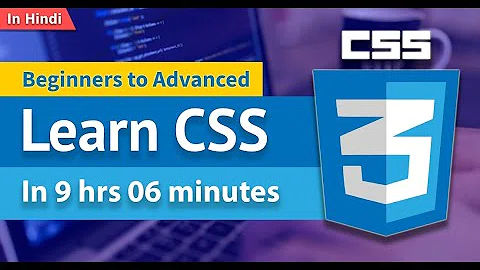 In Hindi
CSS
Beginners to Advanced
Learn CSS
In 9 hrs 06 minutes
3